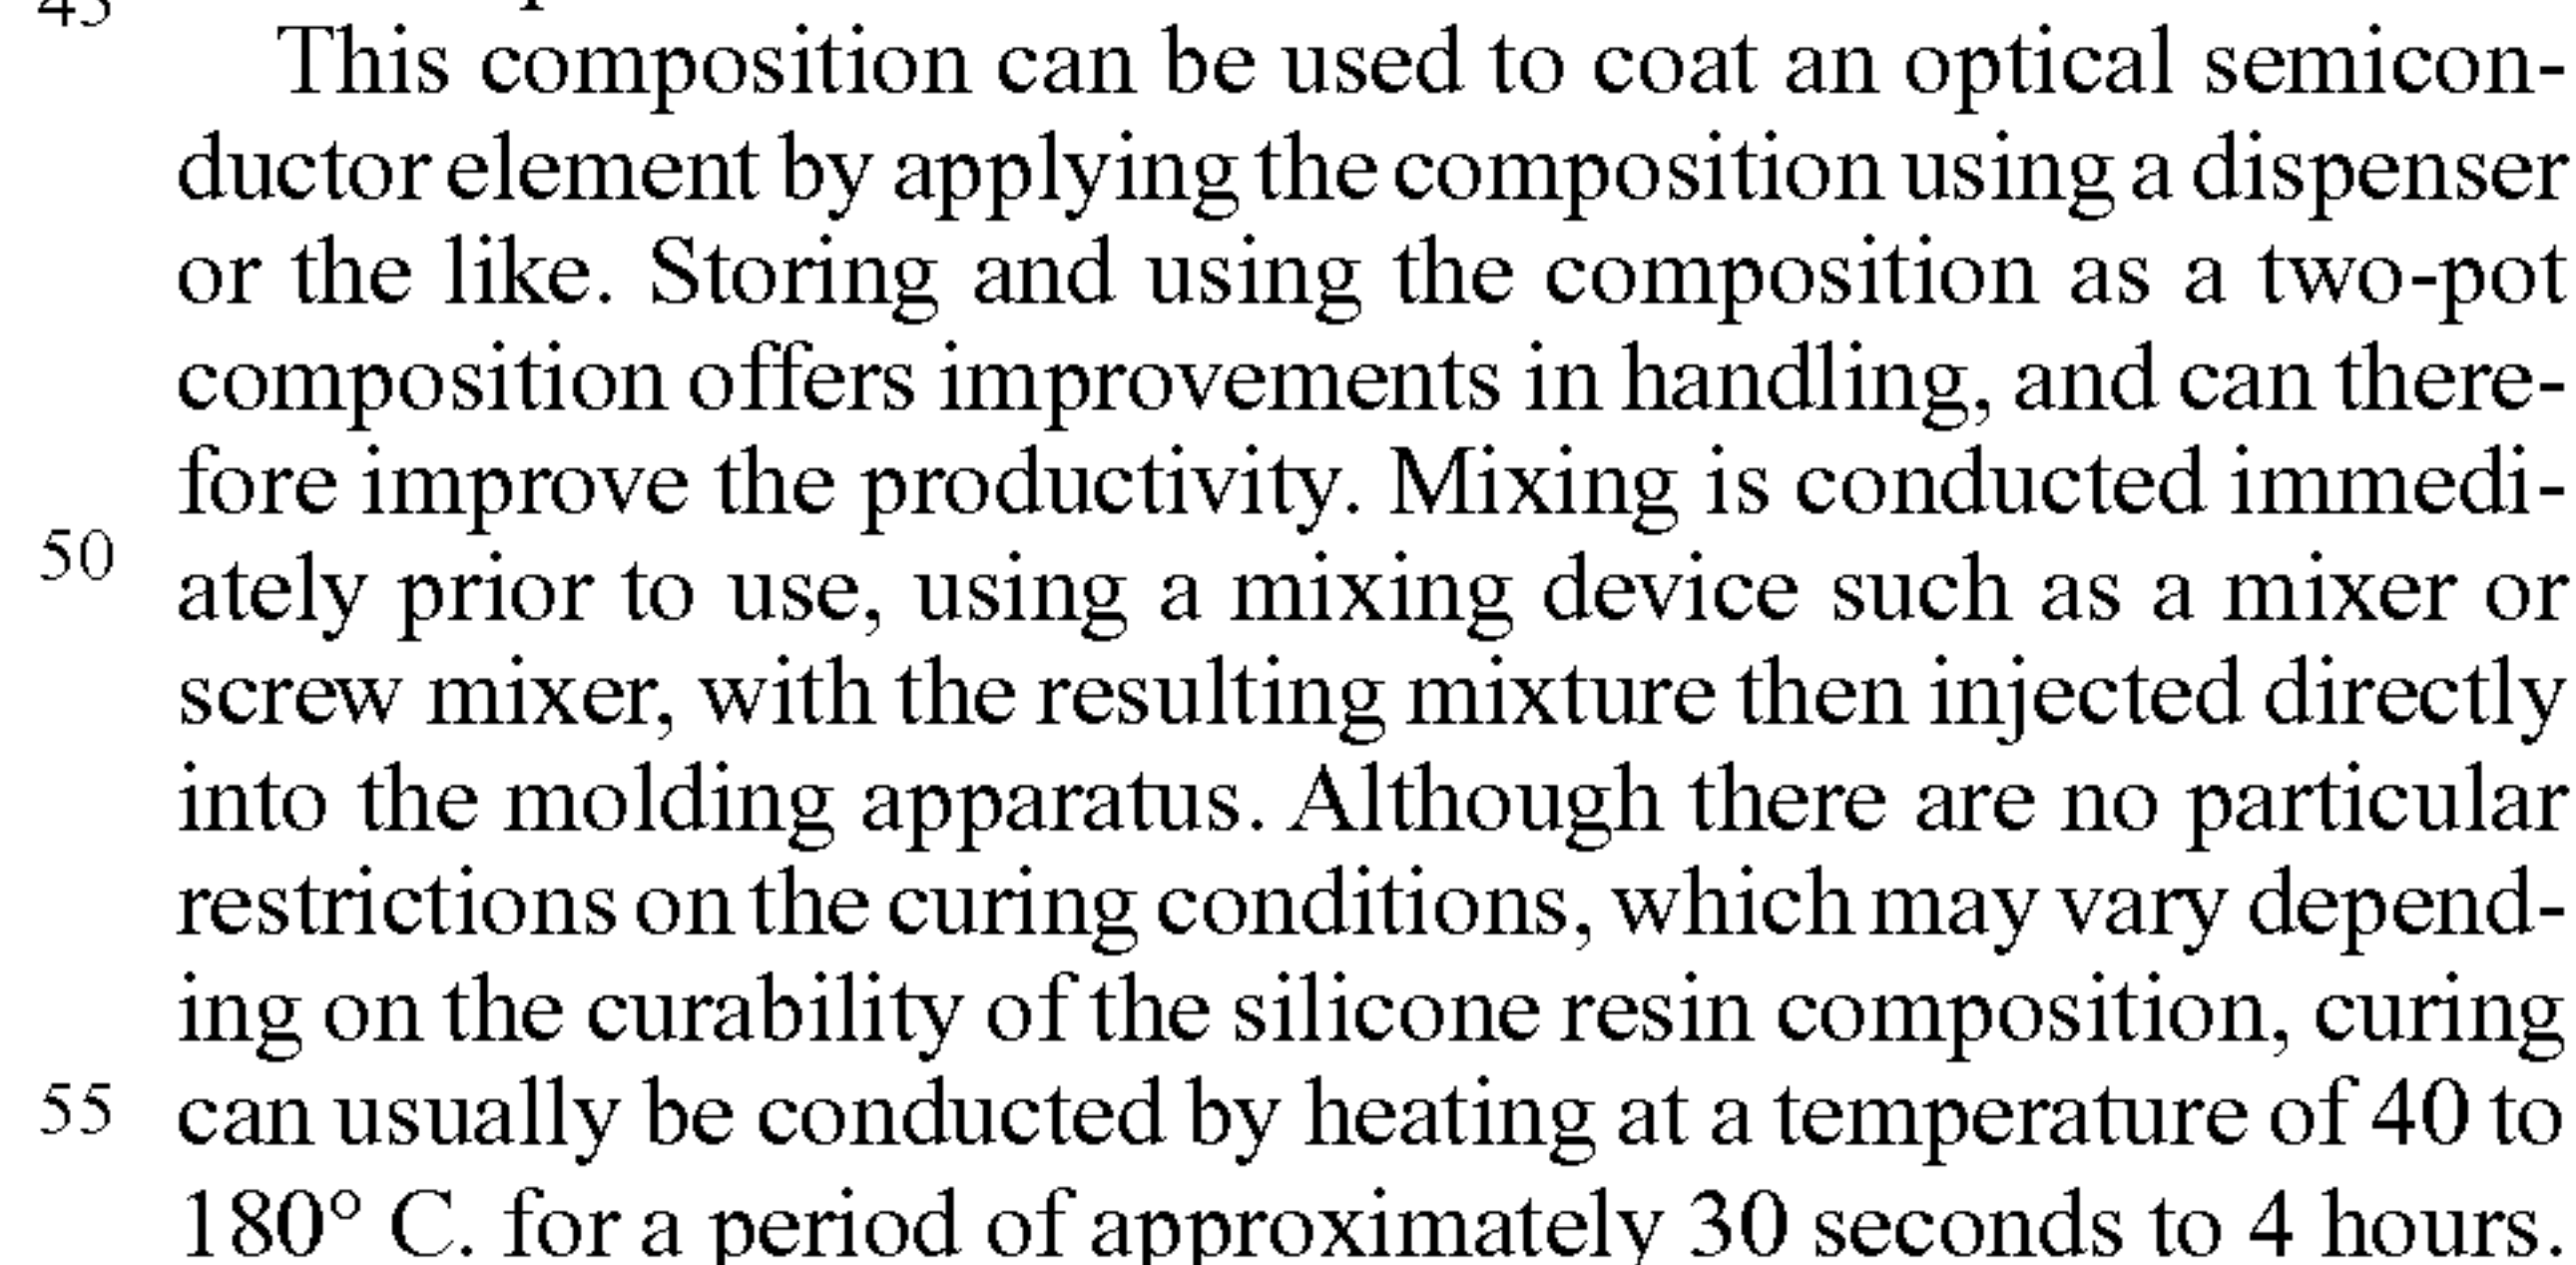 45
This composition can be used to coat an optical semicon-
ductor element by applying the composition using a dispenser
or the like. Storing and using the composition as a two-pot
composition offers improvements in handling, and can there-
fore improve the productivity. Mixing is conducted immedi-
50
ately prior to use, using a mixing device such as a mixer or
screw mixer, with the resulting mixture then injected directly
into the molding apparatus. Although there are no particular
restrictions on the curing conditions, which may vary depend-
ing on the curability of the silicone resin composition, curing
55 can usually be conducted by heating at a temperature of 40 to
180° C. for a period of approximately 30 seconds to 4 hours.